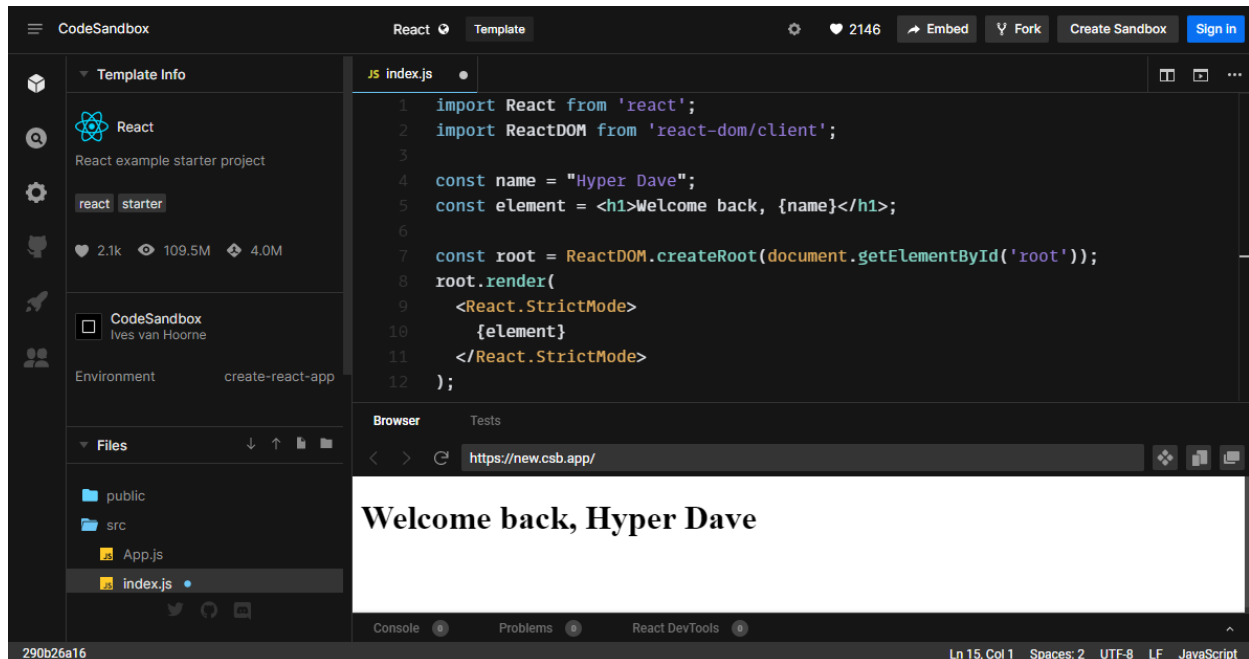 CodeSandbox
React
Template
2146
Embed
Fork
Create Sandbox
Sign in
Template Info
React
React example starter project
react starter
2.1k 109.5M 4.0M
CodeSandbox
Ives van Hoorne
Environment create-react-app
Files
public
src
JS App.js
JS index.js
JS index.js
1 import React from 'react';
2 import ReactDOM from 'react-dom/client';
3
4 const name = "Hyper Dave";
5 const element = <h1>Welcome back, {name}</h1>;
6
7 const root = ReactDOM.createRoot(document.getElementById('root'));
8 root.render(
9 <React.StrictMode>
10 {element}
11 </React.StrictMode>
12 );
Browser Tests
https://new.csb.app/
Welcome back, Hyper Dave
Console 0 Problems 0 React DevTools 0
290b26a16
Ln 15, Col 1 Spaces: 2 UTF-8 LF JavaScript